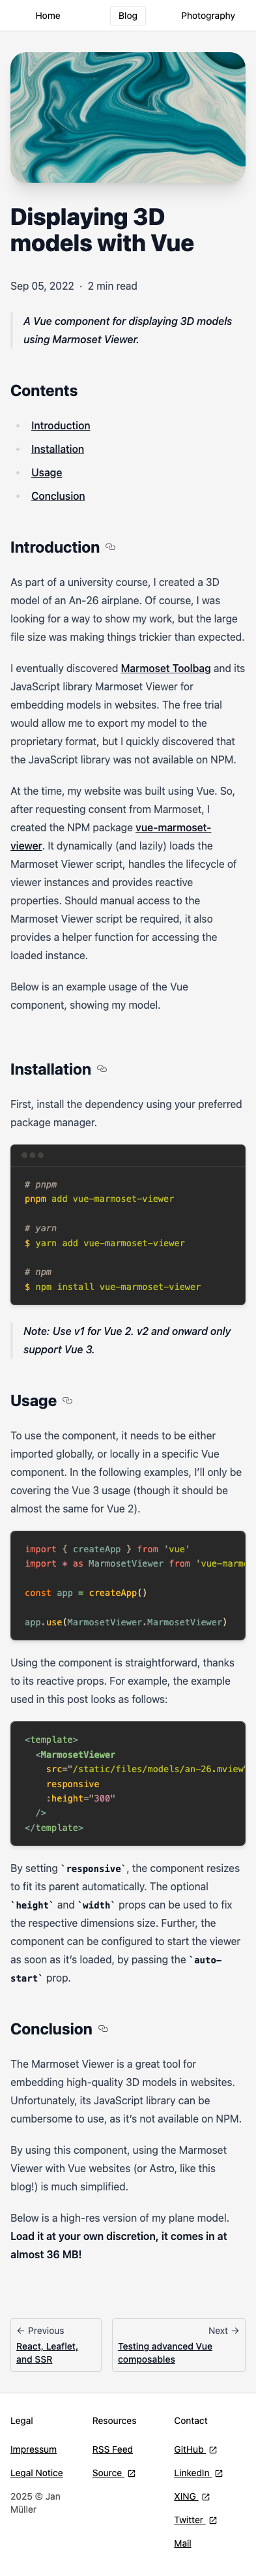 Home Blog Photography
Displaying 3D
models with Vue
Sep 05, 2022 · 2 min read
A Vue component for displaying 3D models
using Marmoset Viewer.
Contents
Introduction
Installation
Usage
Conclusion
Introduction
As part of a university course, I created a 3D
model of an An-26 airplane. Of course, I was
looking for a way to show my work, but the large
file size was making things trickier than expected.
I eventually discovered Marmoset Toolbag and its
JavaScript library Marmoset Viewer for
embedding models in websites. The free trial
would allow me to export my model to the
proprietary format, but I quickly discovered that
the JavaScript library was not available on NPM.
At the time, my website was built using Vue. So,
after requesting consent from Marmoset, I
created the NPM package vue-marmoset-
viewer. It dynamically (and lazily) loads the
Marmoset Viewer script, handles the lifecycle of
viewer instances and provides reactive
properties. Should manual access to the
Marmoset Viewer script be required, it also
provides a helper function for accessing the
loaded instance.
Below is an example usage of the Vue
component, showing my model.
Installation
First, install the dependency using your preferred
package manager.
# pnpm
pnpm add vue-marmoset-viewer
# yarn
$ yarn add vue-marmoset-viewer
# npm
$ npm install vue-marmoset-viewer
Note: Use v1 for Vue 2. v2 and onward only
support Vue 3.
Usage
To use the component, it needs to be either
imported globally, or locally in a specific Vue
component. In the following examples, I'll only be
covering the Vue 3 usage (though it should be
almost the same for Vue 2).
import { createApp } from 'vue'
import * as MarmosetViewer from 'vue-marmo
const app = createApp()
app.use(MarmosetViewer.MarmosetViewer)
Using the component is straightforward, thanks
to its reactive props. For example, the example
used in this post looks as follows:
<template>
<MarmosetViewer
src="/static/files/models/an-26.mview"
responsive
:height="300"
/>
</template>
By setting `responsive`, the component resizes
to fit its parent automatically. The optional
`height` and `width` props can be used to fix
the respective dimensions size. Further, the
component can be configured to start the viewer
as soon as it's loaded, by passing the `auto-
start` prop.
Conclusion
The Marmoset Viewer is a great tool for
embedding high-quality 3D models in websites.
Unfortunately, its JavaScript library can be
cumbersome to use, as it's not available on NPM.
By using this component, using the Marmoset
Viewer with Vue websites (or Astro, like this
blog!) is much simplified.
Below is a high-res version of my plane model.
Load it at your own discretion, it comes in at
almost 36 MB!
← Previous
React, Leaflet,
and SSR
Next →
Testing advanced Vue
composables
Legal
Impressum
Legal Notice
2025 © Jan
Müller
Resources
RSS Feed
Source
Contact
GitHub
LinkedIn
XING
Twitter
Mail